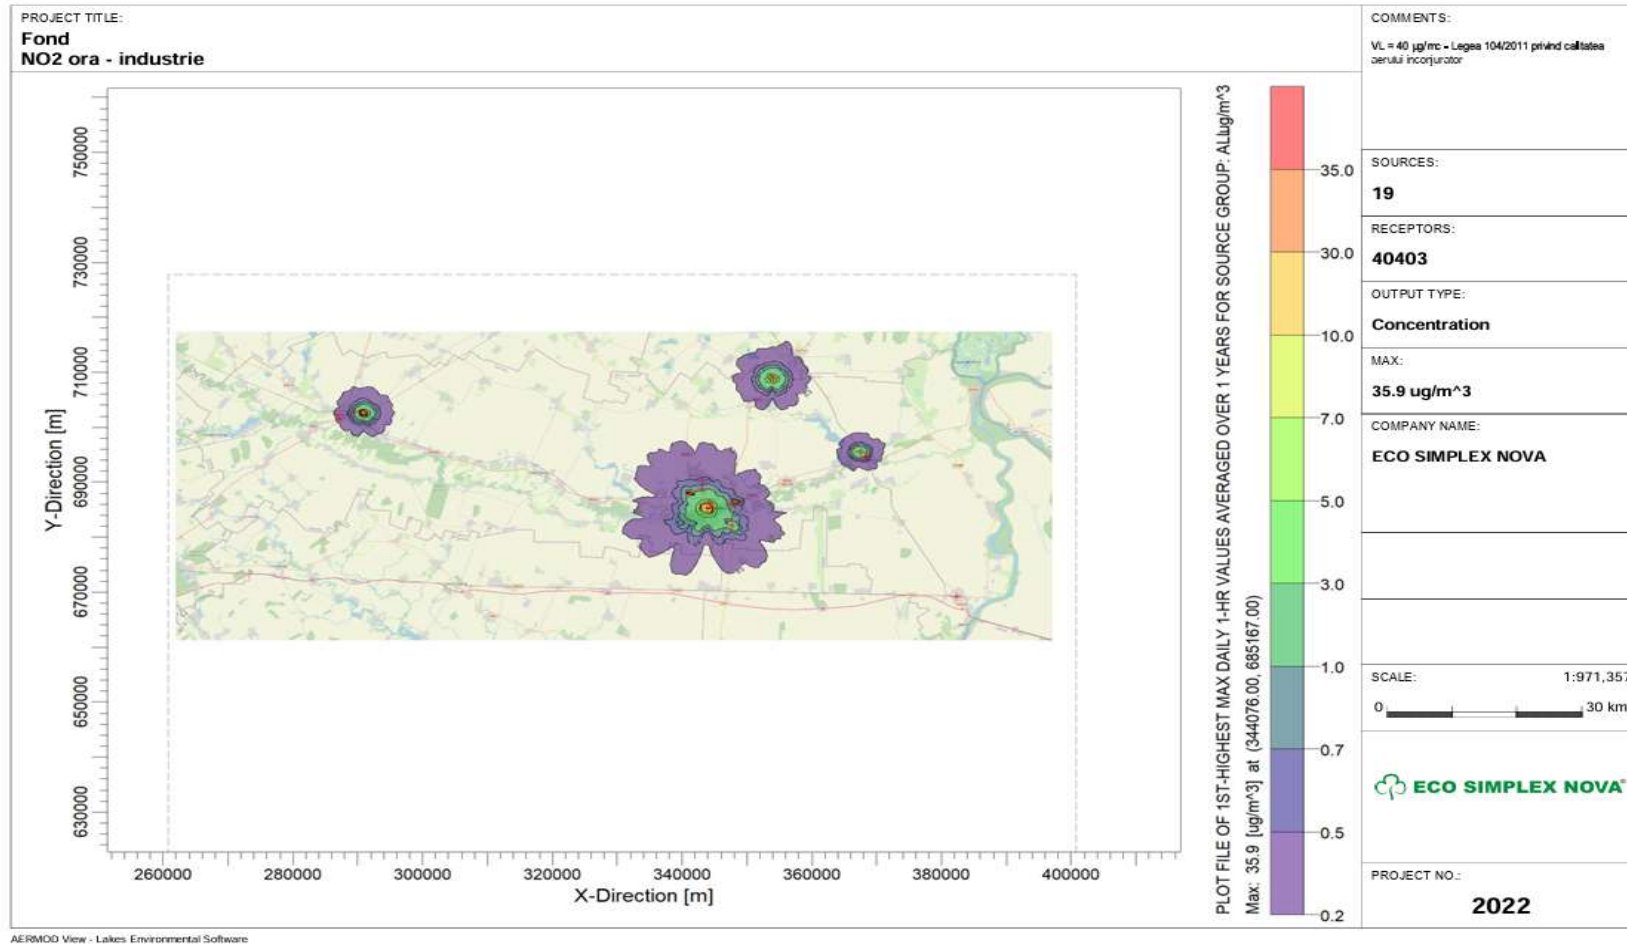 PROJECT TITLE:
Fond
NO2 ora - industrie
COMMENTS:
VL = 40 µg/mc - Legea 104/2011 privind calitatea
aerului inconjurator
SOURCES:
19
RECEPTORS:
40403
OUTPUT TYPE:
Concentration
MAX:
35.9 ug/m^3
COMPANY NAME:
ECO SIMPLEX NOVA
SCALE:
1:971,357
0
30 km
ECO SIMPLEX NOVA®
PROJECT NO.:
2022
Y-Direction [m]
750000
730000
710000
690000
670000
650000
630000
260000 280000 300000 320000 340000 360000 380000 400000
X-Direction [m]
PLOT FILE OF 1ST-HIGHEST MAX DAILY 1-HR VALUES AVERAGED OVER 1 YEARS FOR SOURCE GROUP: ALLug/m^3
Max: 35.9 [ug/m^3] at (344076.00, 685167.00)
35.0
30.0
10.0
7.0
5.0
3.0
1.0
0.7
0.5
0.2
AERMOD View - Lakes Environmental Software